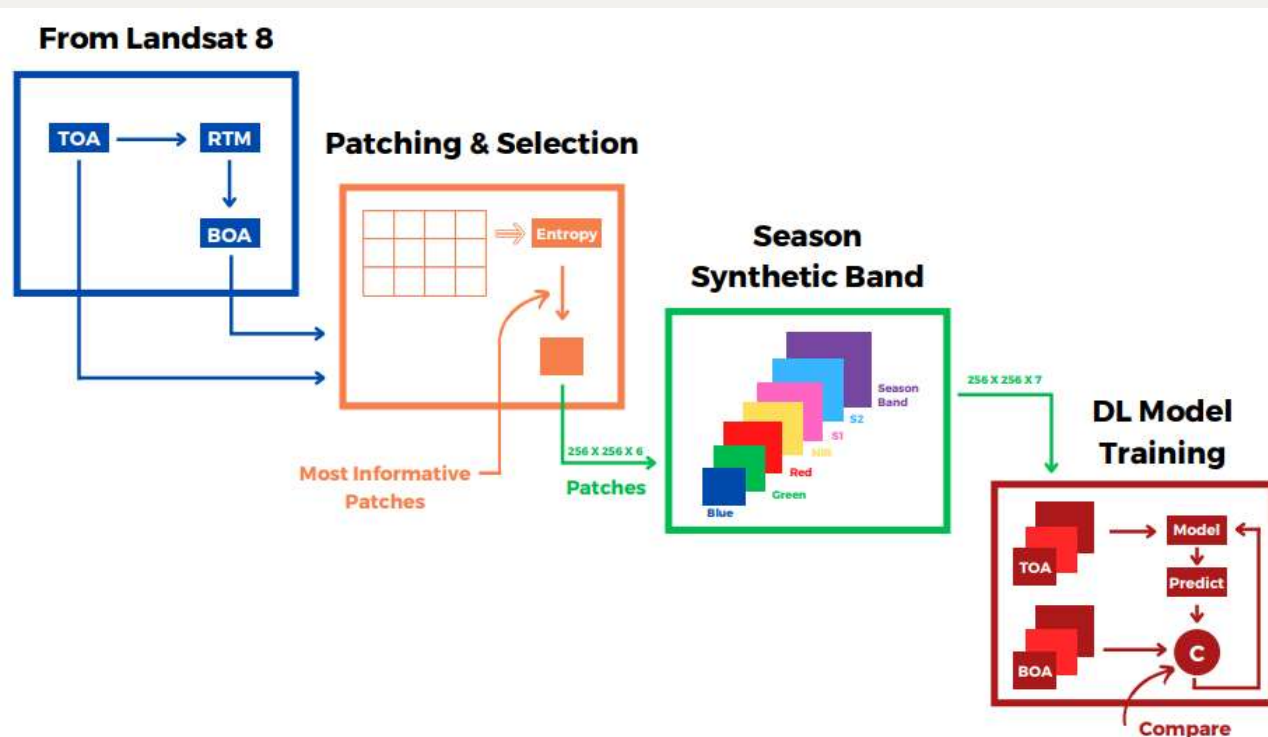 From Landsat 8
TOA
RTM
BOA
Patching & Selection
Entropy
Most Informative
Patches
256 X 256 X 6
Patches
Season
Synthetic Band
Season
Band
S2
S1
NIR
Red
Green
Blue
256 X 256 X 7
DL Model
Training
TOA
Model
Predict
BOA
C
Compare